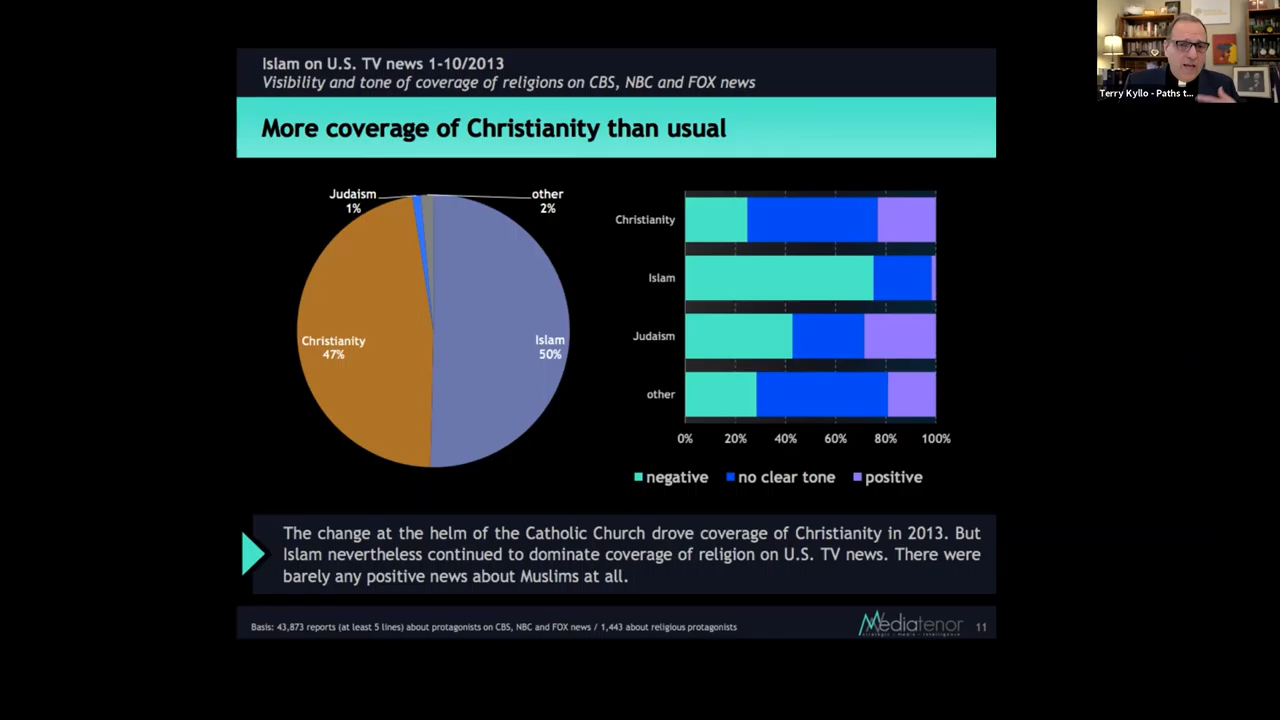 Islam on U.S. TV news 1-10/2013
Visibility and tone of coverage of religions on CBS, NBC and FOX news
More coverage of Christianity than usual
Judaism
1%
other
2%
Christianity
47%
Islam
50%
Christianity
Islam
Judaism
other
0% 20% 40% 60% 80% 100%
negative no clear tone positive
The change at the helm of the Catholic Church drove coverage of Christianity in 2013. But
Islam nevertheless continued to dominate coverage of religion on U.S. TV news. There were
barely any positive news about Muslims at all.
Basis: 43,873 reports (at least 5 lines) about protagonists on CBS, NBC and FOX news / 1,443 about religious protagonists
Mediatenor
strategic - media - intelligence
11
Terry Kyllo - Paths t...